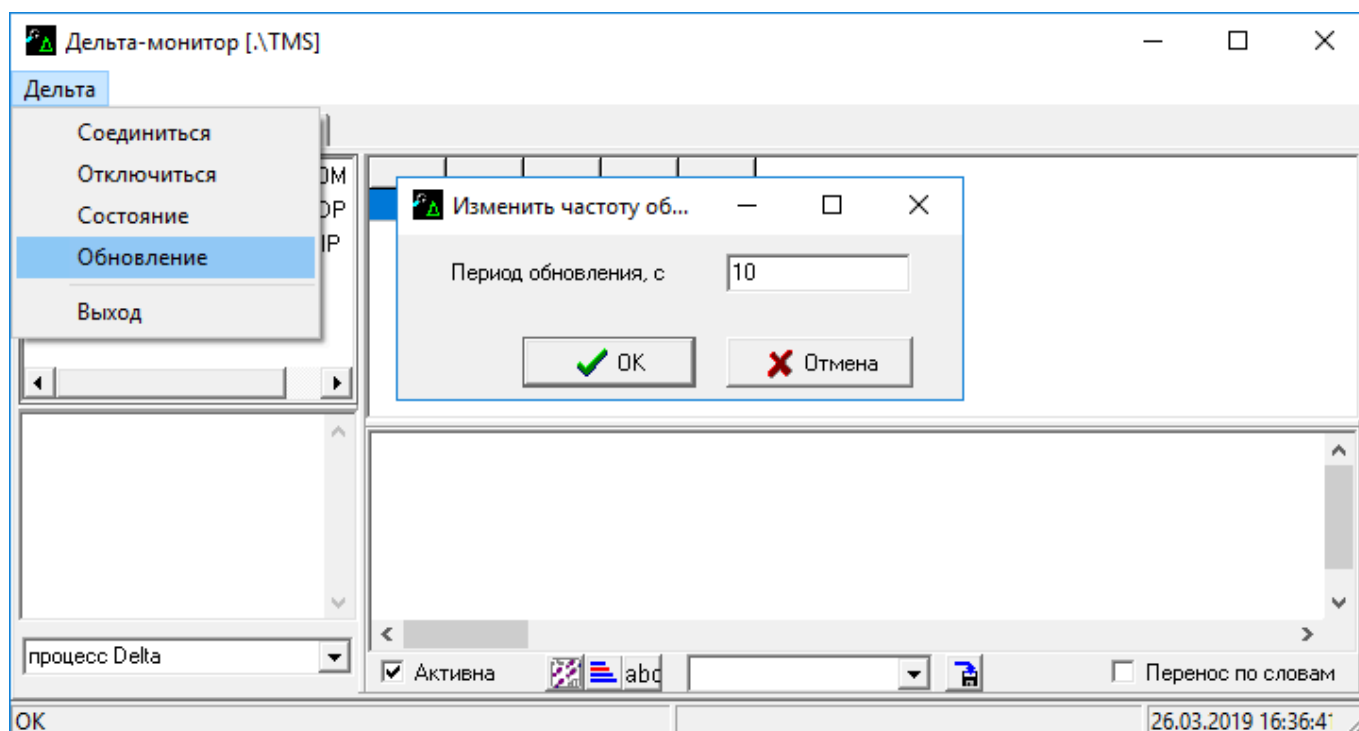 Дельта-монитор [.\TMS]
Дельта
Соединиться
Отключиться
Состояние
Обновление
Выход
Изменить частоту об...
Период обновления, с
10
OK
Отмена
процесс Delta
Активна
abc
Перенос по словам
OK
26.03.2019 16:36:41